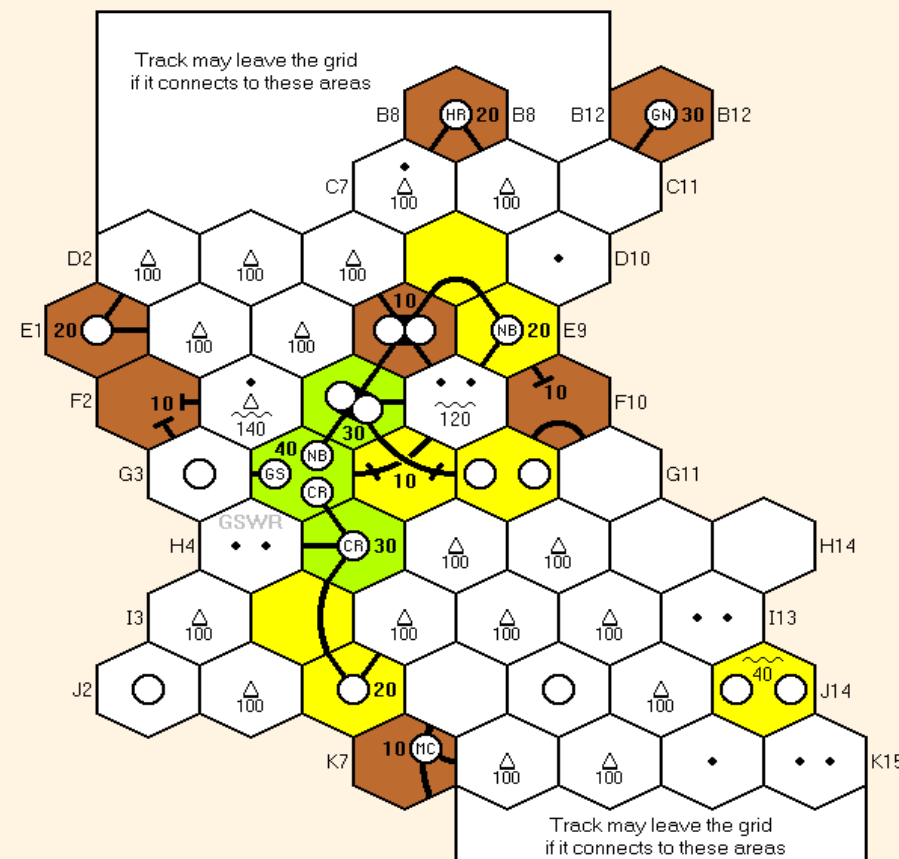 Track may leave the grid
if it connects to these areas
B8 HR 20 B8 B12 GN 30 B12
C7 100 100 C11
D2 100 100 100 D10
E1 20 100 100 10 NB 20 E9
F2 10 140 30 120 10 F10
G3 GS 40 NB CR 10 G11
H4 GSWR CR 30 100 100 H14
I3 100 100 100 100 I13
J2 100 20 100 40 J14
K7 10 MC 100 100 K15
Track may leave the grid
if it connects to these areas